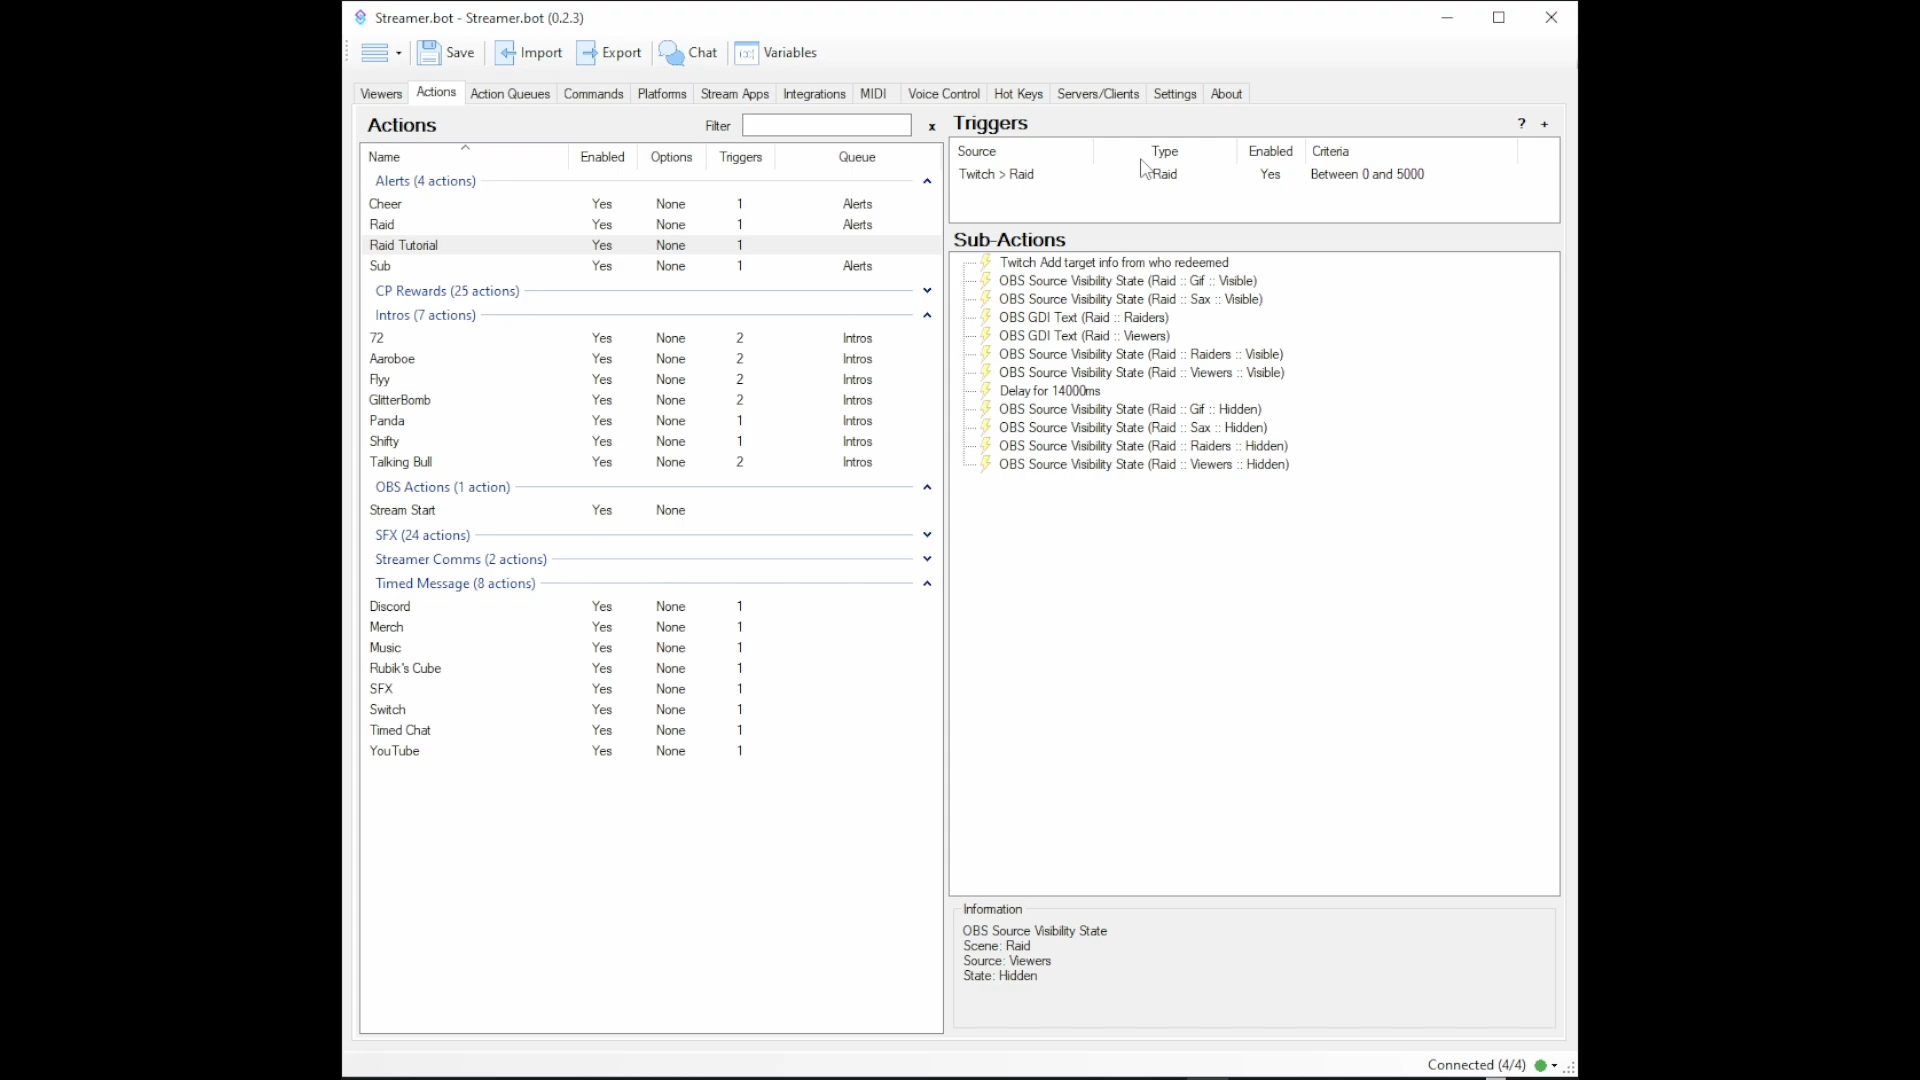 Streamer.bot - Streamer.bot (0.2.3)
Save Import Export Chat Variables
Viewers Actions Action Queues Commands Platforms Stream Apps Integrations MIDI Voice Control Hot Keys Servers/Clients Settings About
Actions
Filter
x
Name Enabled Options Triggers Queue
Alerts (4 actions)
Cheer Yes None 1 Alerts
Raid Yes None 1 Alerts
Raid Tutorial Yes None 1
Sub Yes None 1 Alerts
CP Rewards (25 actions)
Intros (7 actions)
72 Yes None 2 Intros
Aaroboe Yes None 2 Intros
Flyy Yes None 2 Intros
GlitterBomb Yes None 2 Intros
Panda Yes None 1 Intros
Shifty Yes None 1 Intros
Talking Bull Yes None 2 Intros
OBS Actions (1 action)
Stream Start Yes None
SFX (24 actions)
Streamer Comms (2 actions)
Timed Message (8 actions)
Discord Yes None 1
Merch Yes None 1
Music Yes None 1
Rubik's Cube Yes None 1
SFX Yes None 1
Switch Yes None 1
Timed Chat Yes None 1
YouTube Yes None 1
Triggers
? +
Source Type Enabled Criteria
Twitch > Raid Raid Yes Between 0 and 5000
Sub-Actions
Twitch Add target info from who redeemed
OBS Source Visibility State (Raid :: Gif :: Visible)
OBS Source Visibility State (Raid :: Sax :: Visible)
OBS GDI Text (Raid :: Raiders)
OBS GDI Text (Raid :: Viewers)
OBS Source Visibility State (Raid :: Raiders :: Visible)
OBS Source Visibility State (Raid :: Viewers :: Visible)
Delay for 14000ms
OBS Source Visibility State (Raid :: Gif :: Hidden)
OBS Source Visibility State (Raid :: Sax :: Hidden)
OBS Source Visibility State (Raid :: Raiders :: Hidden)
OBS Source Visibility State (Raid :: Viewers :: Hidden)
Information
OBS Source Visibility State
Scene: Raid
Source: Viewers
State: Hidden
Connected (4/4)